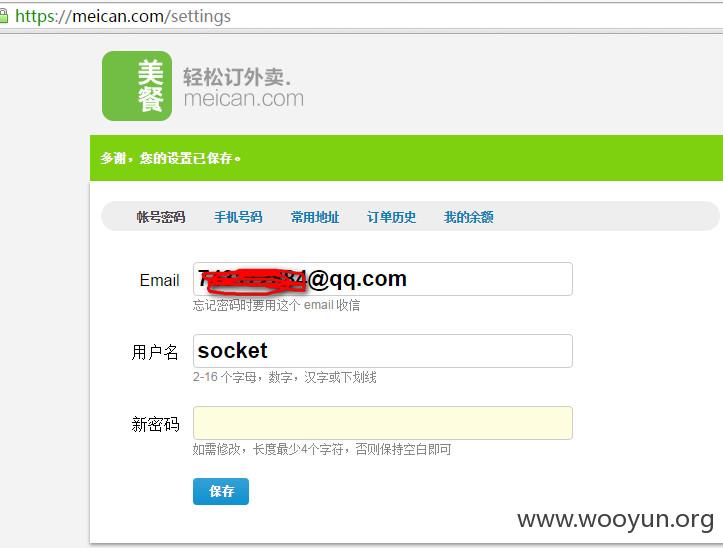 https://meican.com/settings
美餐
轻松订外卖.
meican.com
多谢，您的设置已保存。
帐号密码 手机号码 常用地址 订单历史 我的余额
Email @qq.com
忘记密码时要用这个 email 收信
用户名 socket
2-16 个字母，数字，汉字或下划线
新密码
如需修改，长度最少4个字符，否则保持空白即可
保存
www.wooyun.org